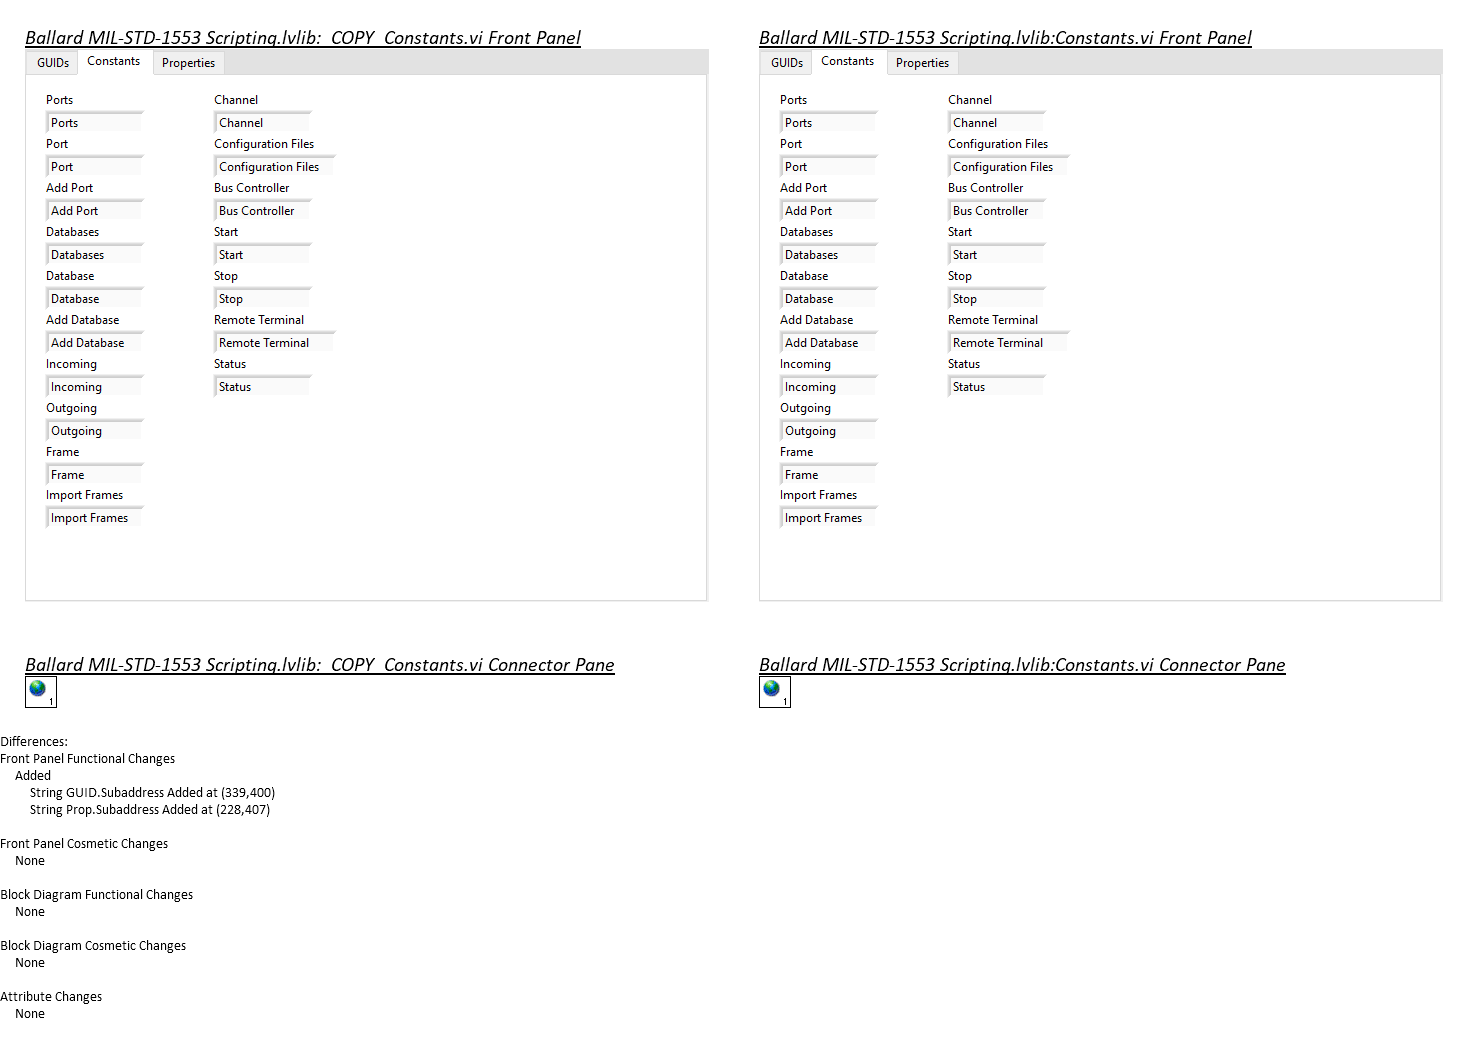 Ballard MIL-STD-1553 Scripting.lvlib:_COPY_Constants.vi Front Panel
GUIDs Constants Properties
Ports Channel
Ports Channel
Port Configuration Files
Port Configuration Files
Add Port Bus Controller
Add Port Bus Controller
Databases Start
Databases Start
Database Stop
Database Stop
Add Database Remote Terminal
Add Database Remote Terminal
Incoming Status
Incoming Status
Outgoing
Outgoing
Frame
Frame
Import Frames
Import Frames
Ballard MIL-STD-1553 Scripting.lvlib:Constants.vi Front Panel
GUIDs Constants Properties
Ports Channel
Ports Channel
Port Configuration Files
Port Configuration Files
Add Port Bus Controller
Add Port Bus Controller
Databases Start
Databases Start
Database Stop
Database Stop
Add Database Remote Terminal
Add Database Remote Terminal
Incoming Status
Incoming Status
Outgoing
Outgoing
Frame
Frame
Import Frames
Import Frames
Ballard MIL-STD-1553 Scripting.lvlib:_COPY_Constants.vi Connector Pane
1
Ballard MIL-STD-1553 Scripting.lvlib:Constants.vi Connector Pane
1
Differences:
Front Panel Functional Changes
Added
String GUID.Subaddress Added at (339,400)
String Prop.Subaddress Added at (228,407)
Front Panel Cosmetic Changes
None
Block Diagram Functional Changes
None
Block Diagram Cosmetic Changes
None
Attribute Changes
None